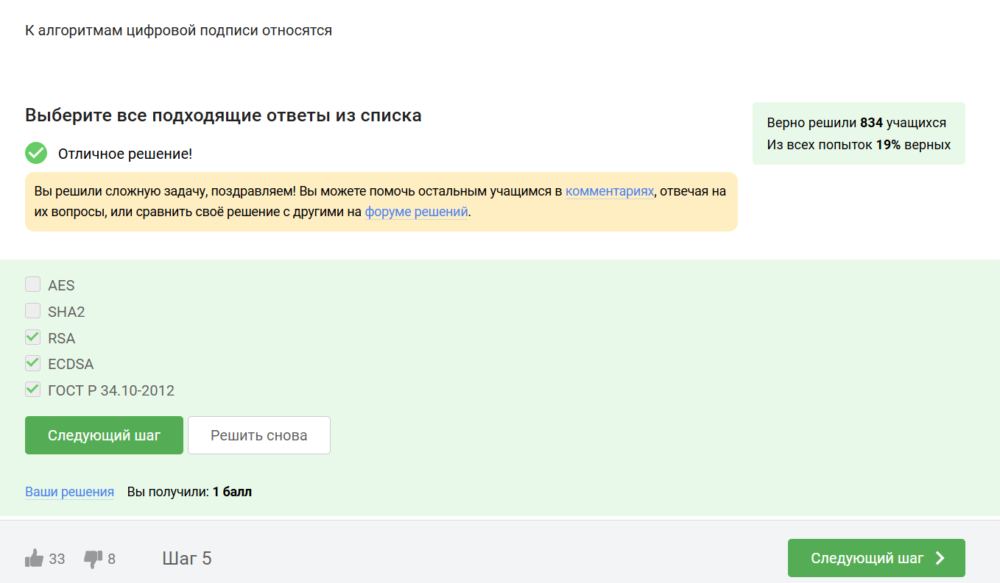 К алгоритмам цифровой подписи относятся
Выберите все подходящие ответы из списка
Верно решили 834 учащихся
Из всех попыток 19% верных
Отличное решение!
Вы решили сложную задачу, поздравляем! Вы можете помочь остальным учащимся в комментариях, отвечая на
их вопросы, или сравнить своё решение с другими на форуме решений.
AES
SHA2
RSA
ECDSA
ГОСТ Р 34.10-2012
Следующий шаг
Решить снова
Ваши решения Вы получили: 1 балл
33
8
Шаг 5
Следующий шаг